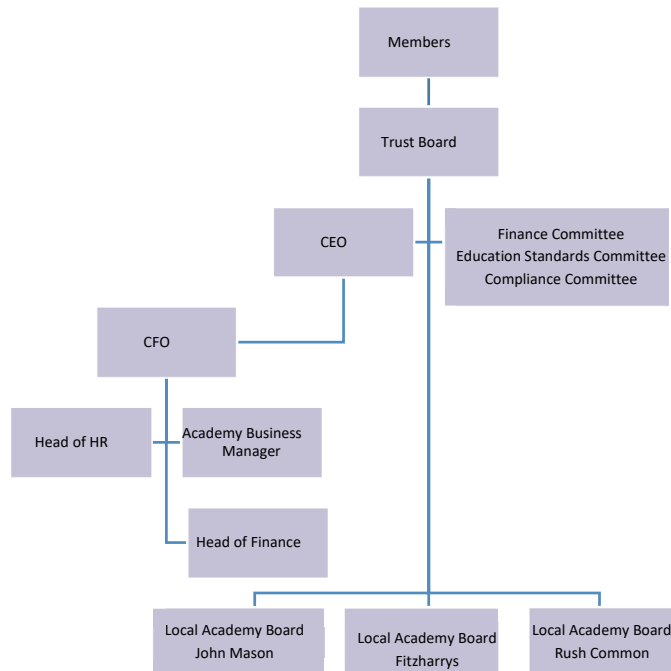 Members
Trust Board
CEO
Finance Committee
Education Standards Committee
Compliance Committee
CFO
Head of HR
Academy Business
Manager
Head of Finance
Local Academy Board
John Mason
Local Academy Board
Fitzharrys
Local Academy Board
Rush Common